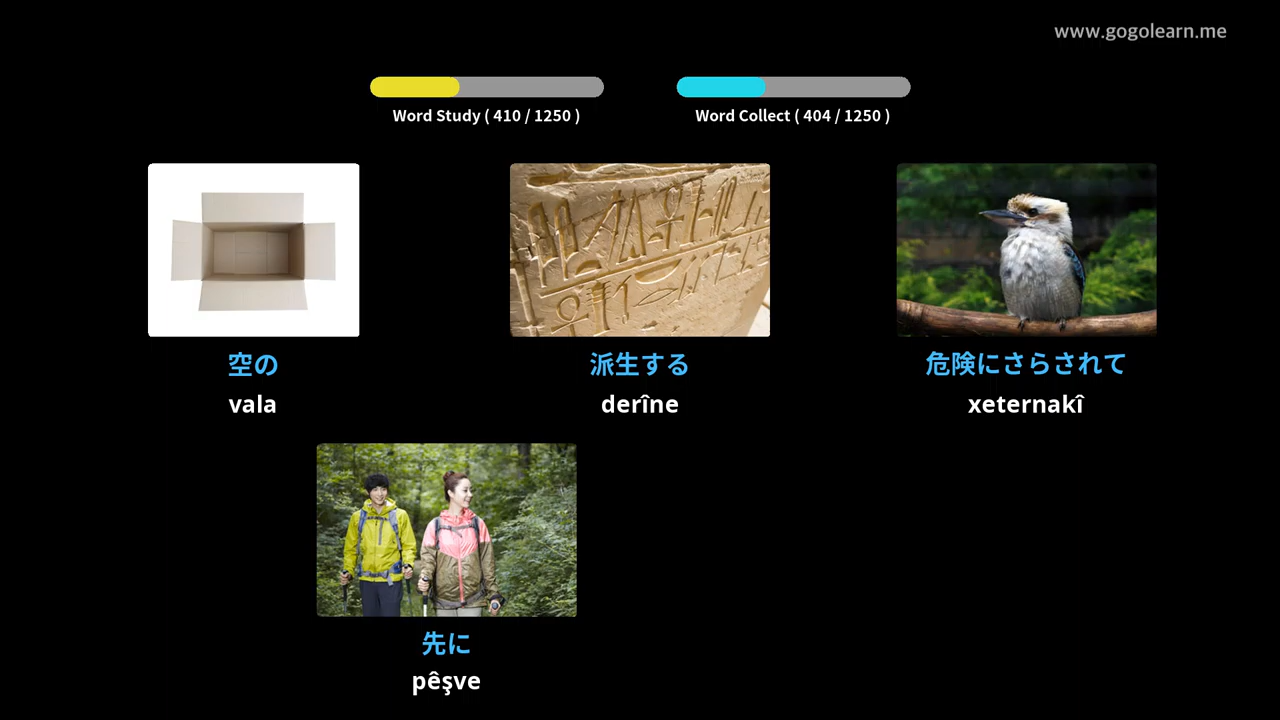 www.gogolearn.me
Word Study ( 410 / 1250 )
Word Collect ( 404 / 1250 )
空の
vala
派生する
derîne
危険にさらされて
xeternakî
先に
pêşve